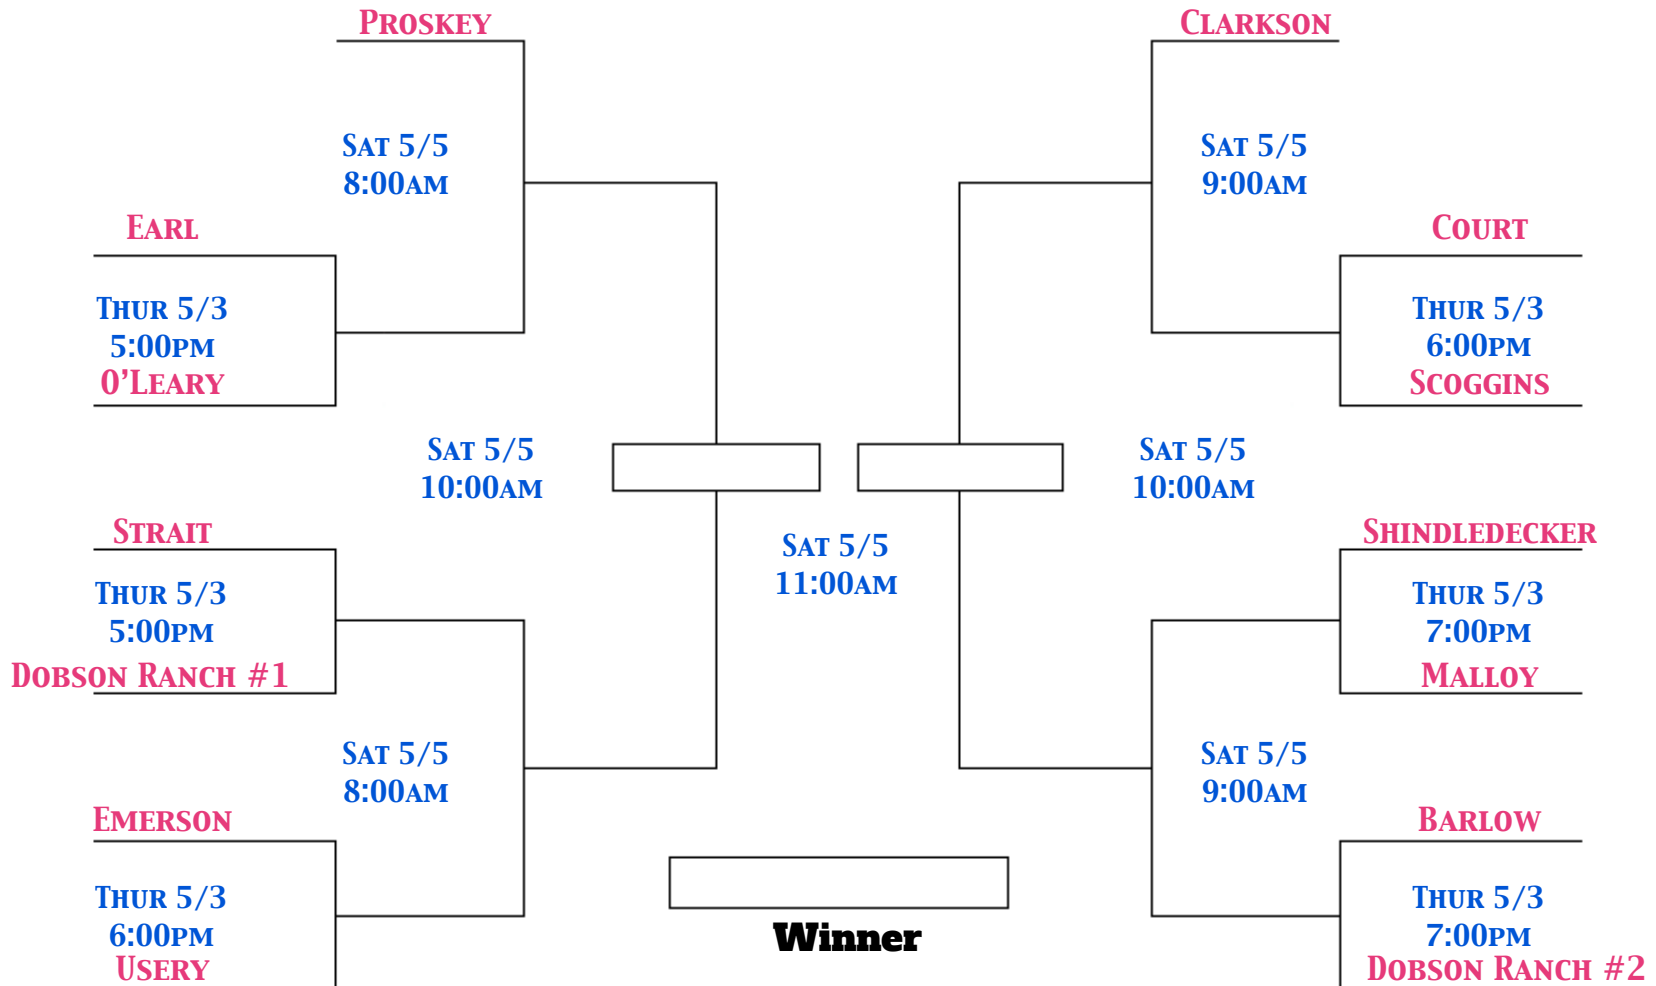 PROSKEY
CLARKSON
SAT 5/5
8:00AM
SAT 5/5
9:00AM
EARL
COURT
THUR 5/3
5:00PM
O'LEARY
THUR 5/3
6:00PM
SCOGGINS
SAT 5/5
10:00AM
SAT 5/5
10:00AM
STRAIT
SHINDLEDECKER
SAT 5/5
11:00AM
THUR 5/3
5:00PM
DOBSON RANCH #1
THUR 5/3
7:00PM
MALLOY
SAT 5/5
8:00AM
SAT 5/5
9:00AM
EMERSON
BARLOW
THUR 5/3
6:00PM
USERY
THUR 5/3
7:00PM
DOBSON RANCH #2
Winner